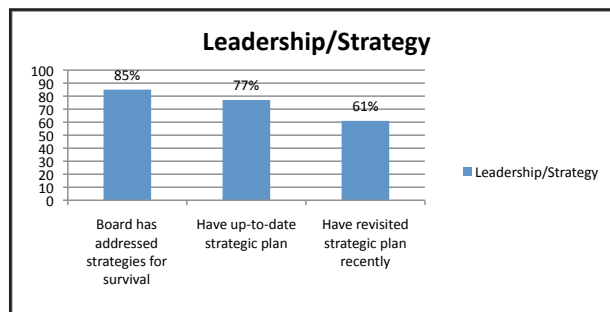 Leadership/Strategy
100
90
80
70
60
50
40
30
20
10
0
85%
77%
61%
Board has
addressed
strategies for
survival
Have up-to-date
strategic plan
Have revisited
strategic plan
recently
Leadership/Strategy